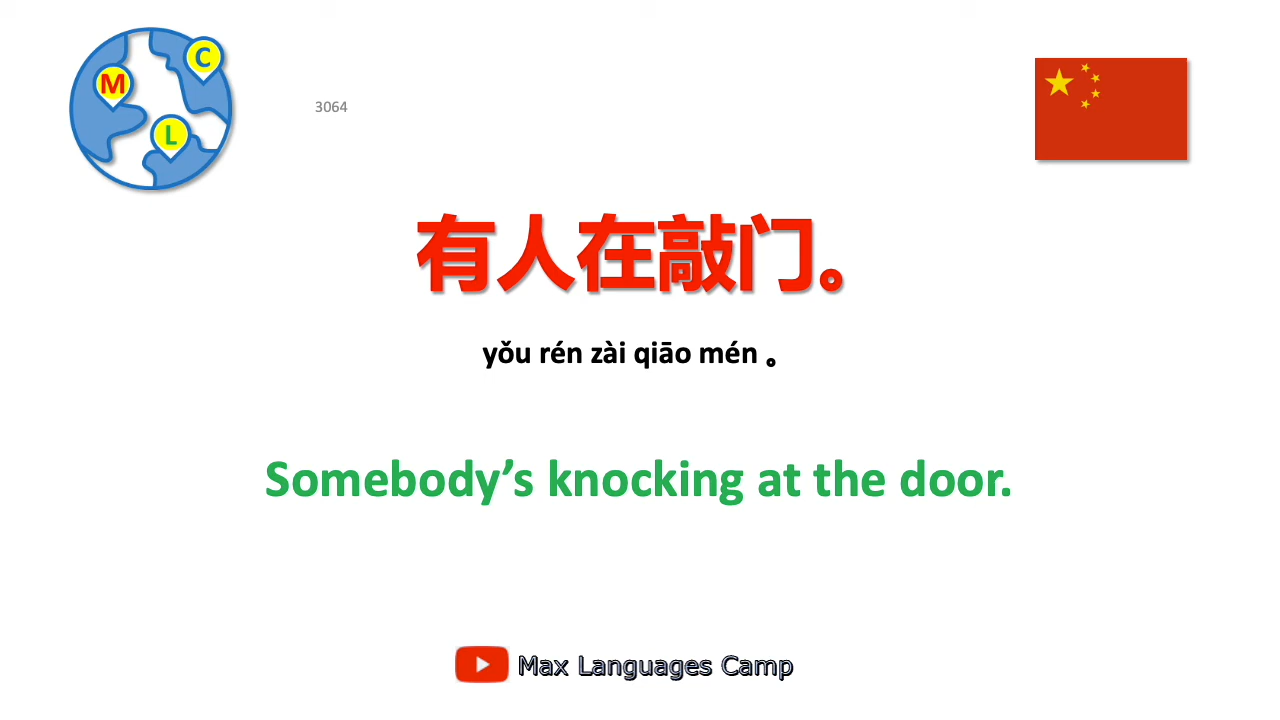 C
M
L
3064
有人在敲门。
yǒu rén zài qiāo mén 。
Somebody’s knocking at the door.
Max Languages Camp